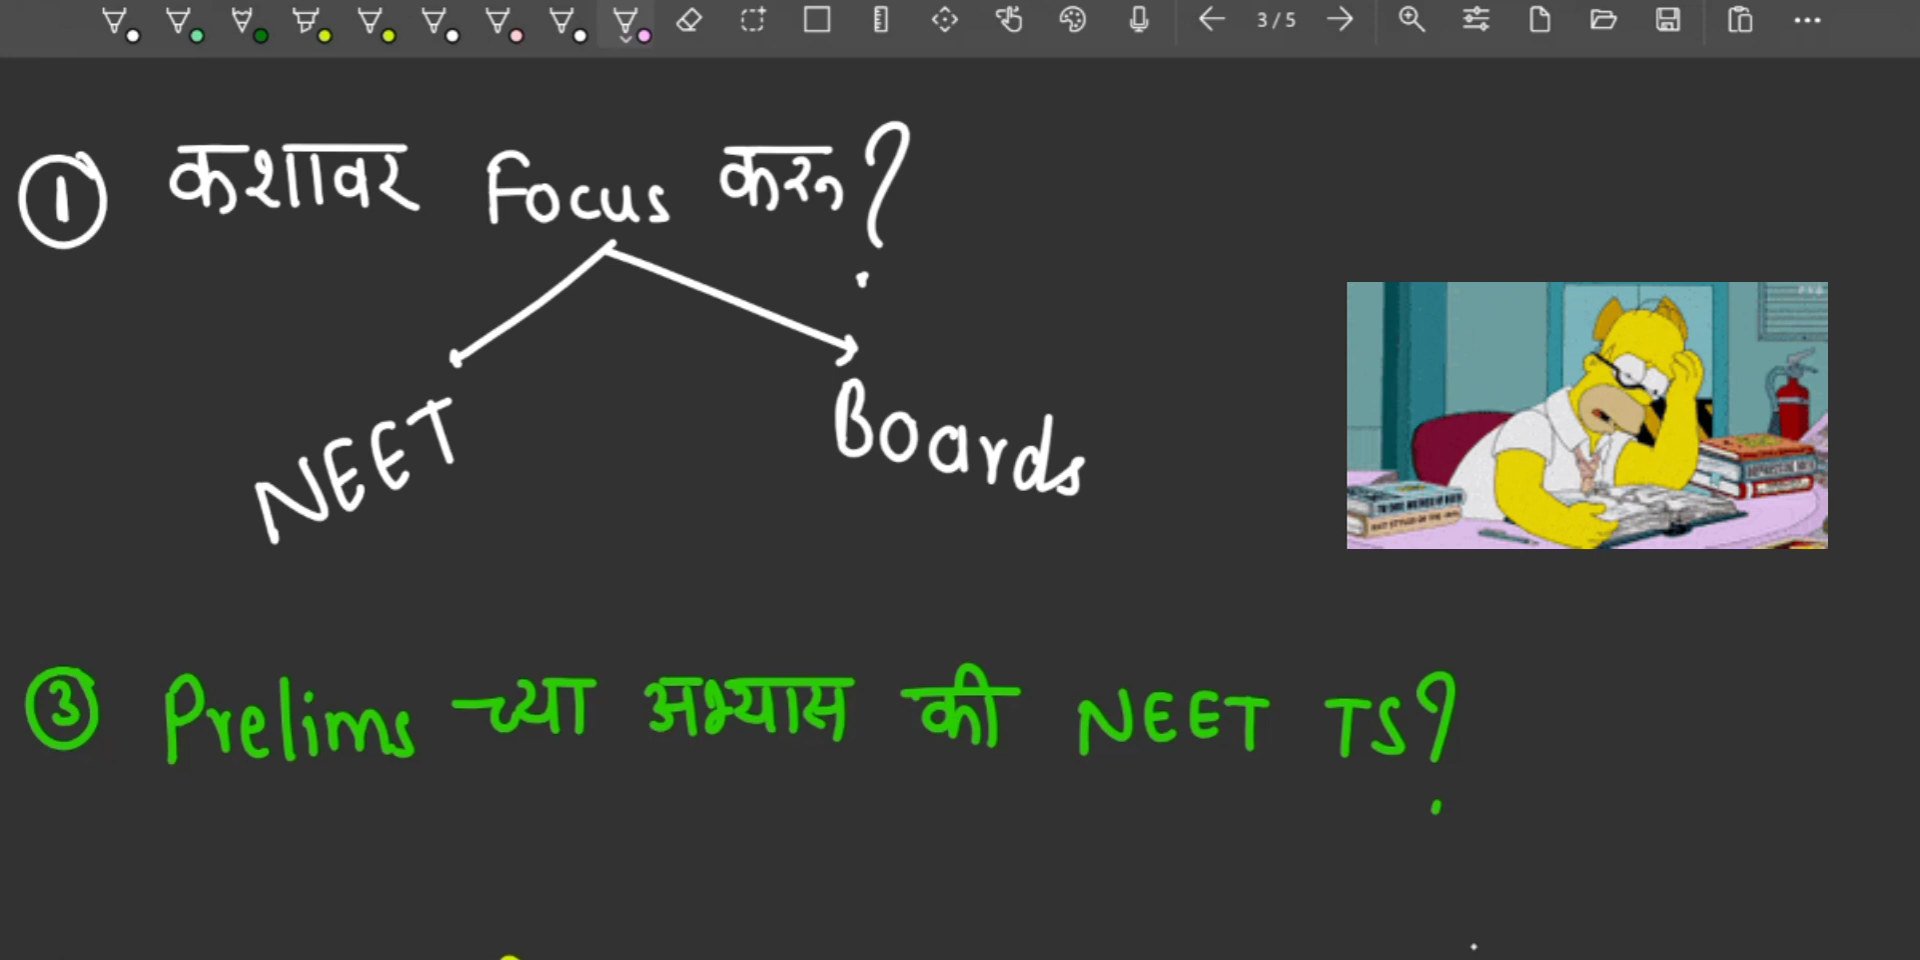 3/5
① कशावर Focus करू?
NEET Boards
③ Prelims च्या अभ्यास की NEET TS?